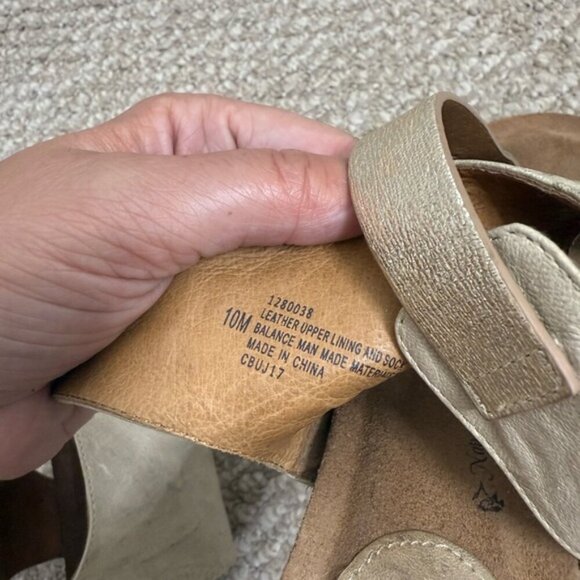 1280038
10M LEATHER UPPER LINING AND SOCK
BALANCE MAN MADE MATERIAL
MADE IN CHINA
CBUJ17